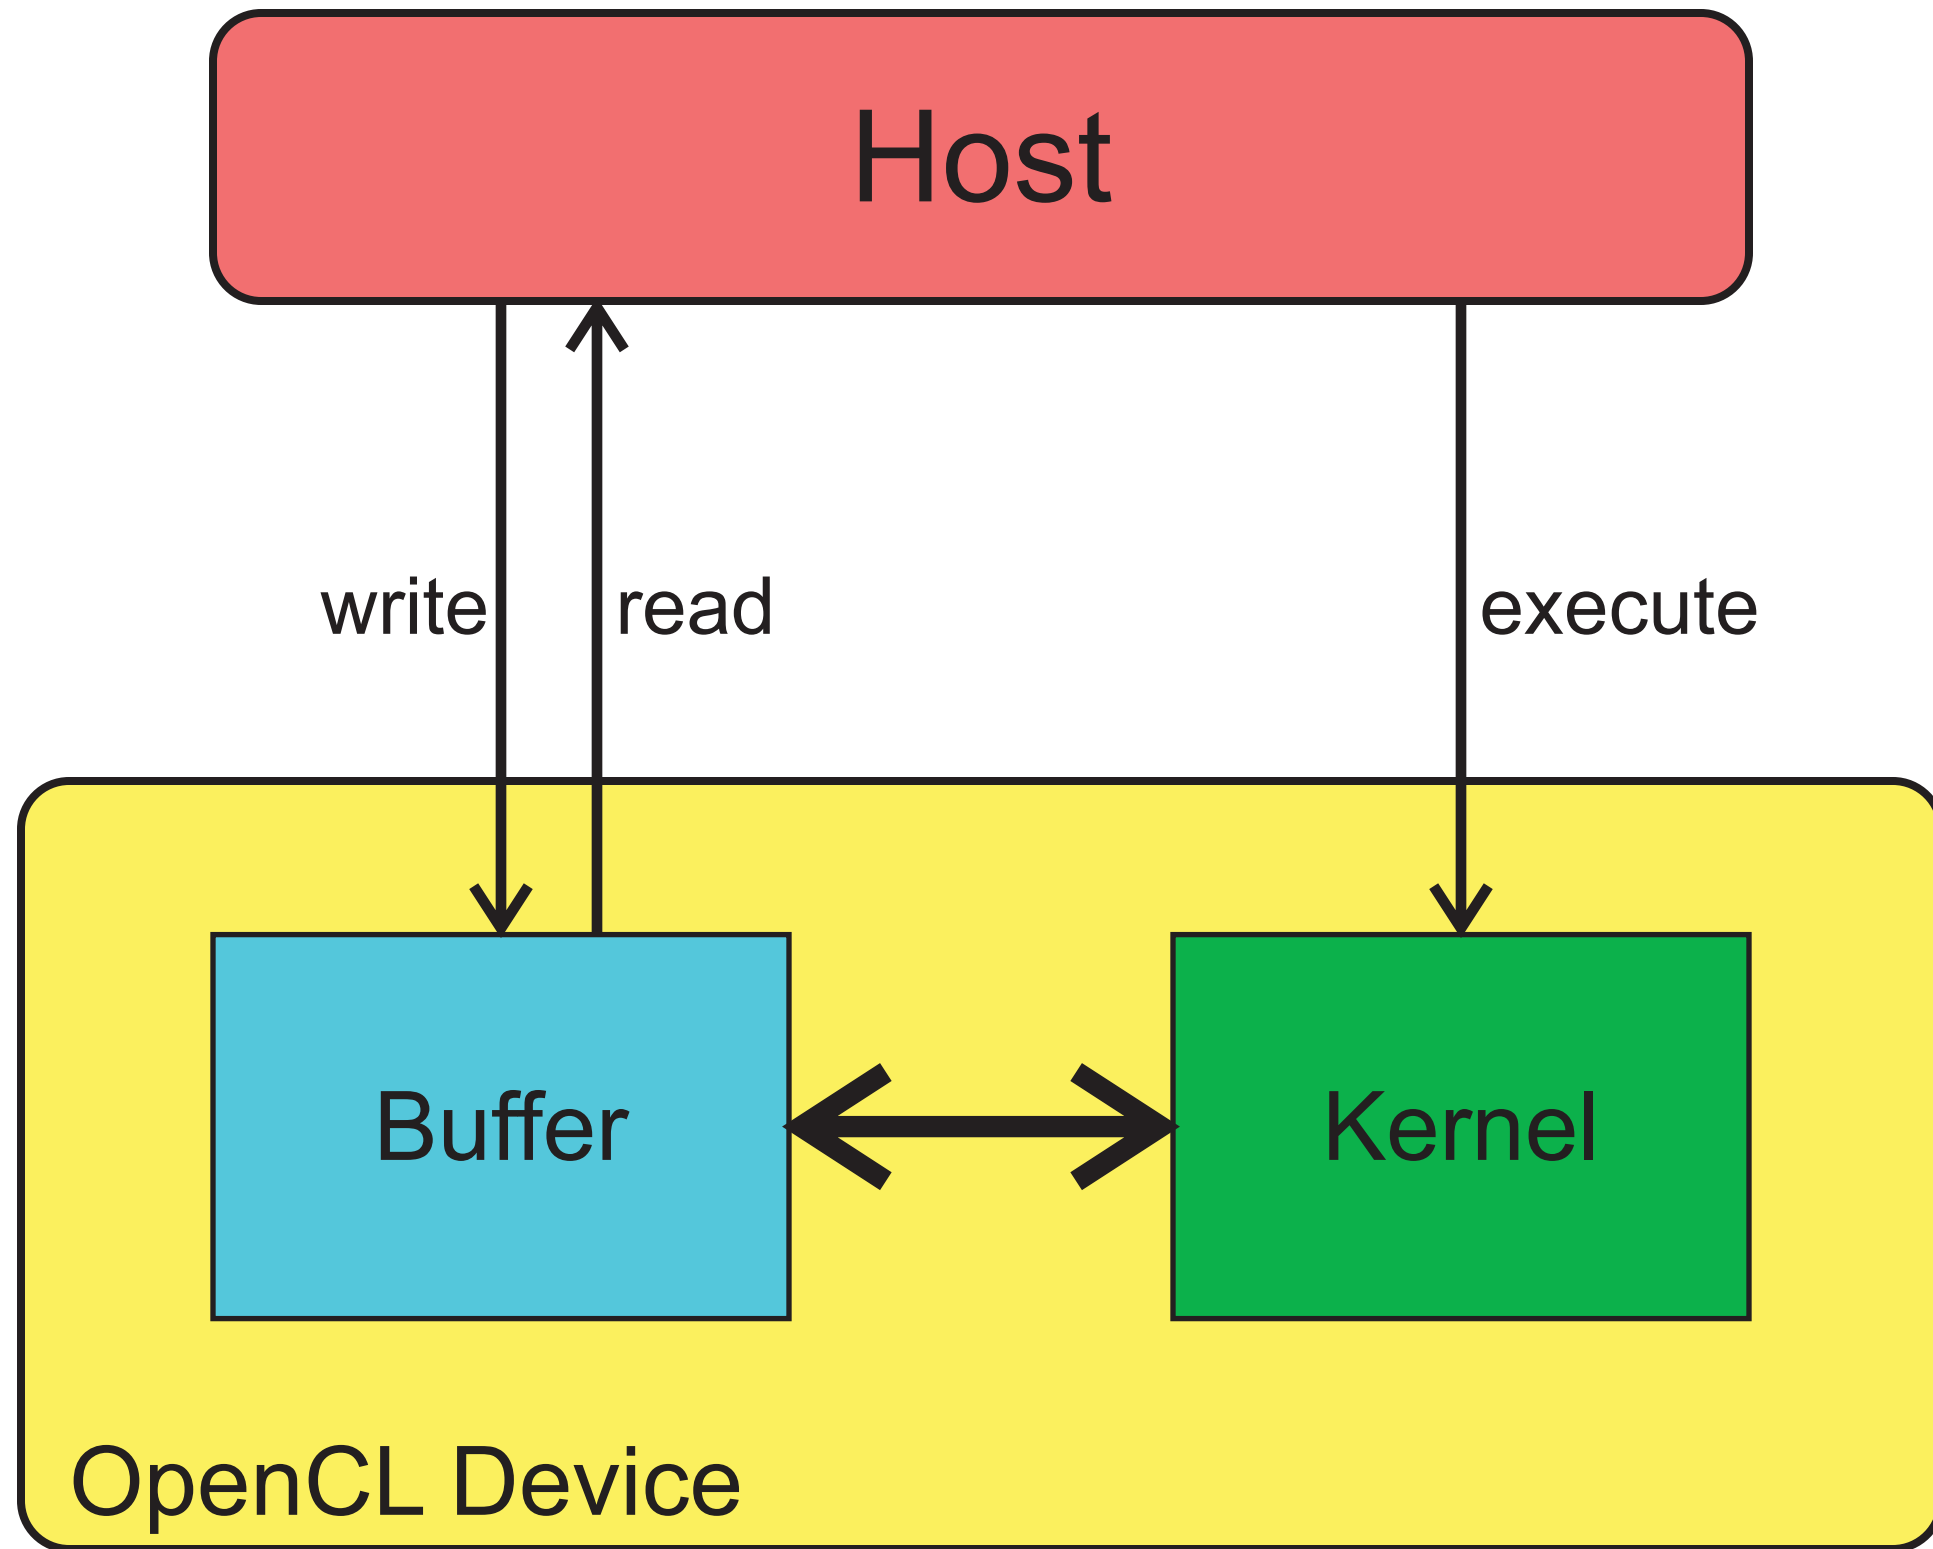 Host
write
read
execute
Buffer
Kernel
OpenCL Device